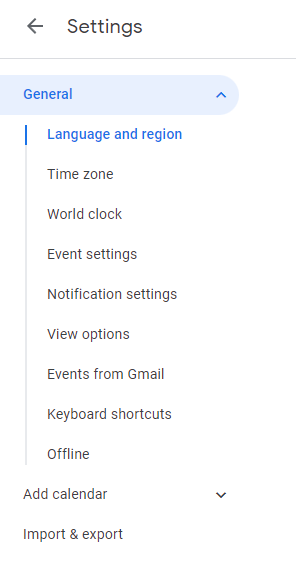 Settings
General
Language and region
Time zone
World clock
Event settings
Notification settings
View options
Events from Gmail
Keyboard shortcuts
Offline
Add calendar
Import & export